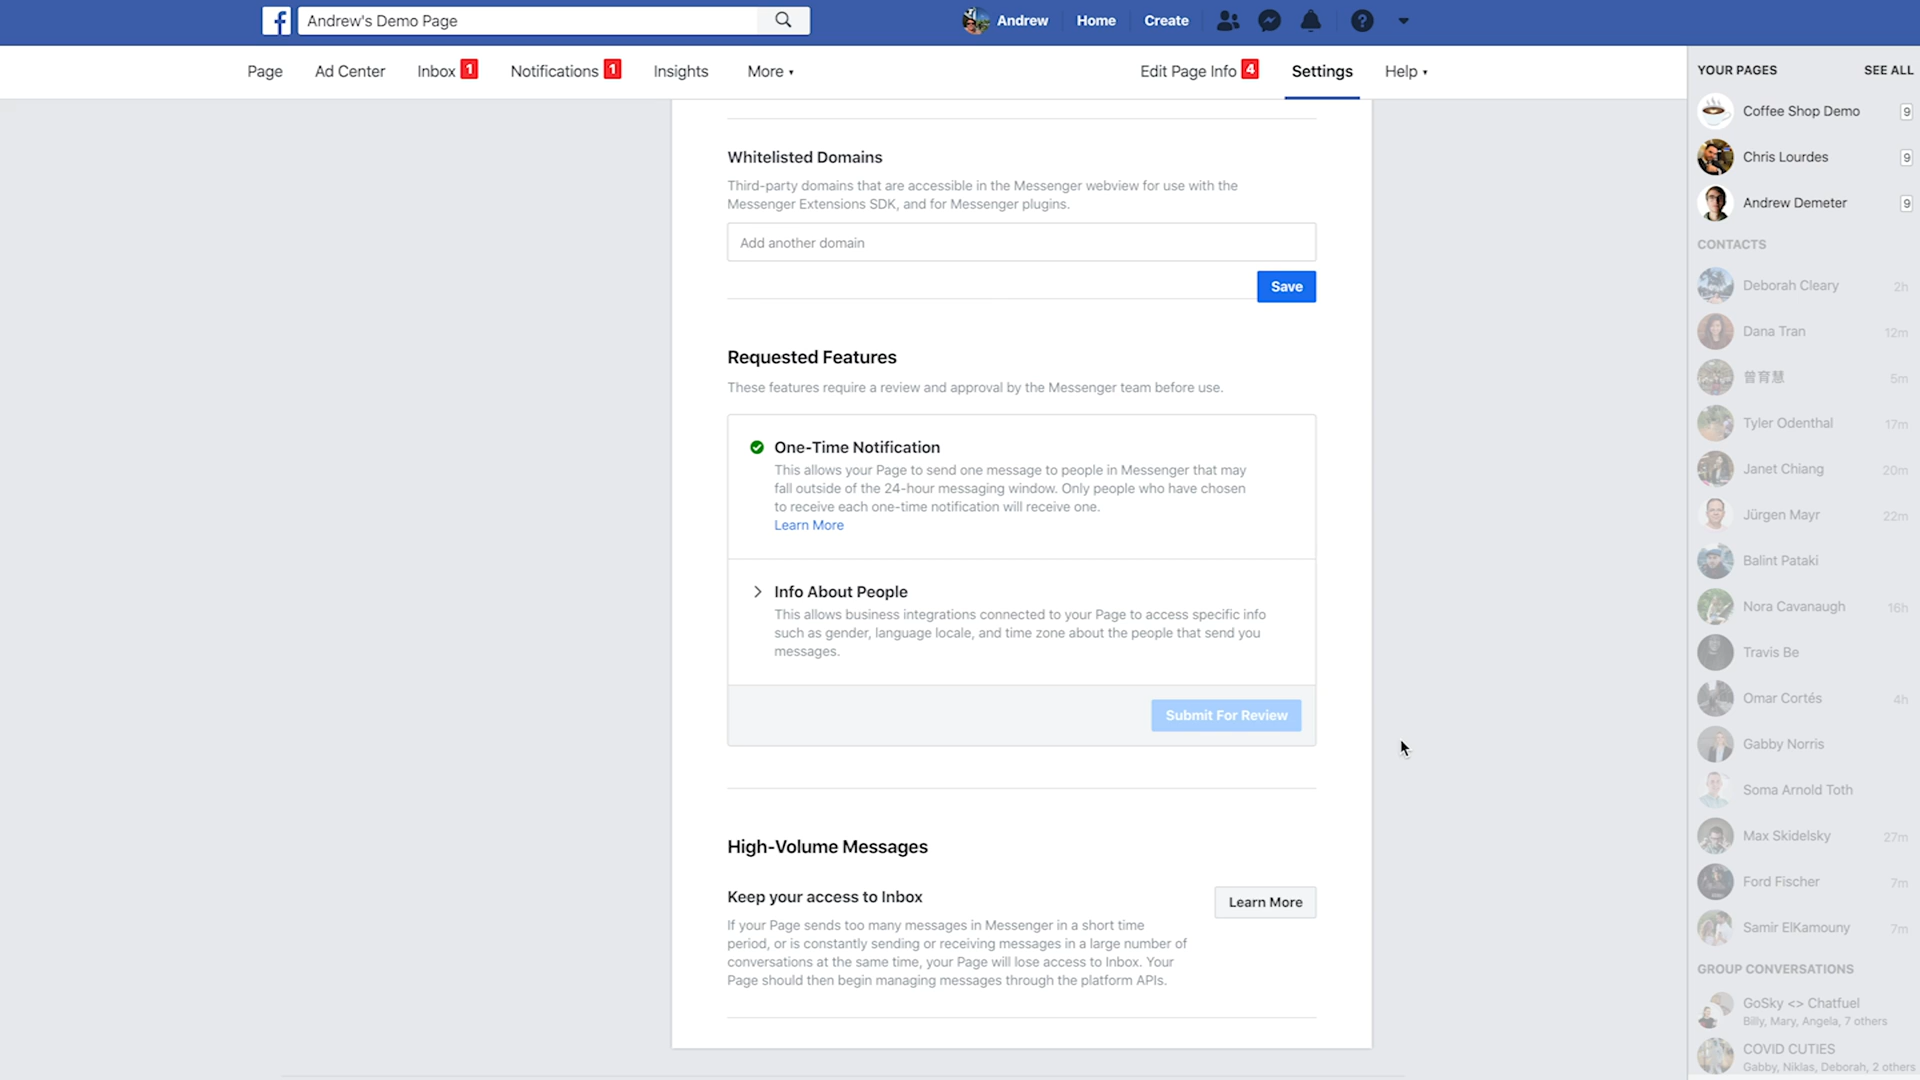 Andrew's Demo Page
Andrew
Home
Create
Page
Ad Center
Inbox 1
Notifications 1
Insights
More
Edit Page Info 4
Settings
Help
Whitelisted Domains
Third-party domains that are accessible in the Messenger webview for use with the
Messenger Extensions SDK, and for Messenger plugins.
Add another domain
Save
Requested Features
These features require a review and approval by the Messenger team before use.
One-Time Notification
This allows your Page to send one message to people in Messenger that may
fall outside of the 24-hour messaging window. Only people who have chosen
to receive each one-time notification will receive one.
Learn More
Info About People
This allows business integrations connected to your Page to access specific info
such as gender, language locale, and time zone about the people that send you
messages.
Submit For Review
High-Volume Messages
Keep your access to Inbox
Learn More
If your Page sends too many messages in Messenger in a short time
period, or is constantly sending or receiving messages in a large number of
conversations at the same time, your Page will lose access to Inbox. Your
Page should then begin managing messages through the platform APIs.
YOUR PAGES
SEE ALL
Coffee Shop Demo 9
Chris Lourdes 9
Andrew Demeter 9
CONTACTS
Deborah Cleary 2h
Dana Tran 12m
曾育慧 5m
Tyler Odenthal 17m
Janet Chiang 20m
Jürgen Mayr 22m
Balint Pataki
Nora Cavanaugh 16h
Travis Be
Omar Cortés 4h
Gabby Norris
Soma Arnold Toth
Max Skidelsky 27m
Ford Fischer 7m
Samir ElKamouny 7m
GROUP CONVERSATIONS
GoSky <> Chatfuel
Billy, Mary, Angela, 7 others
COVID CUTIES
Gabby, Niklas, Deborah, 2 others